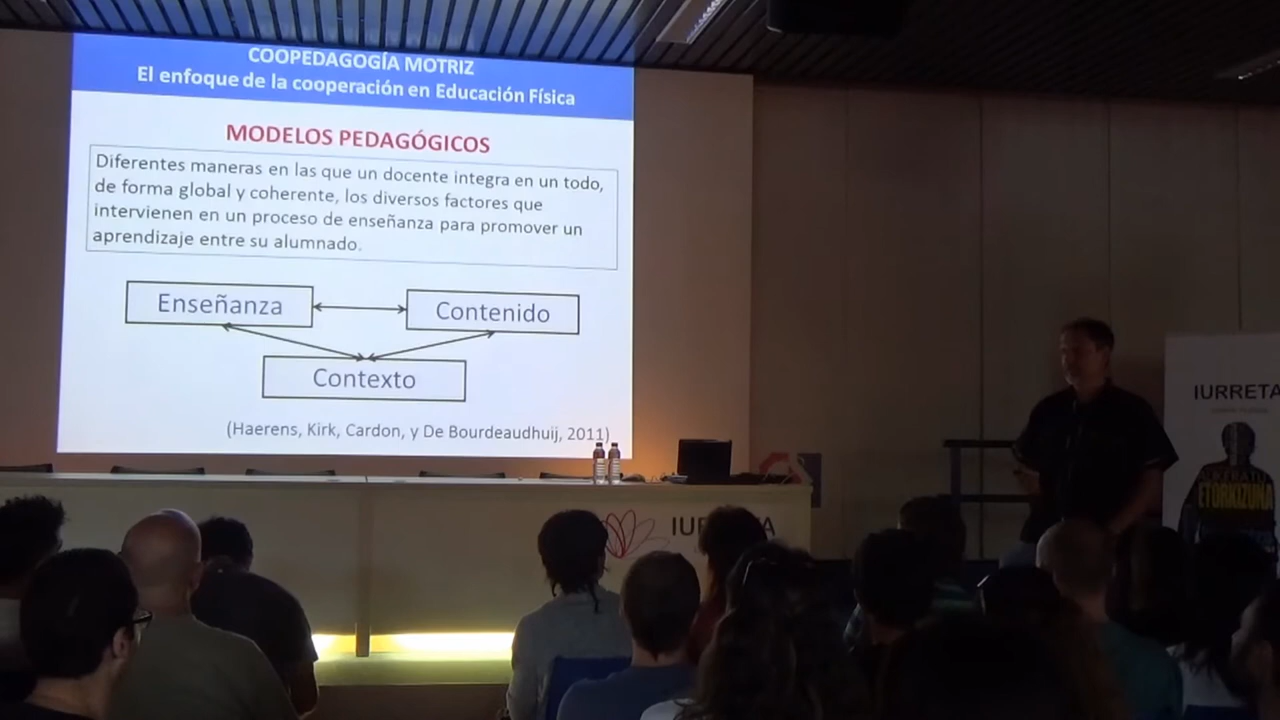 COOPEDAGOGÍA MOTRIZ
El enfoque de la cooperación en Educación Física
MODELOS PEDAGÓGICOS
Diferentes maneras en las que un docente integra en un todo,
de forma global y coherente, los diversos factores que
intervienen en un proceso de enseñanza para promover un
aprendizaje entre su alumnado.
Enseñanza
Contenido
Contexto
(Haerens, Kirk, Cardon, y De Bourdeaudhuij, 2011)
IURRETA
IURRETA
ETORKIZUNA